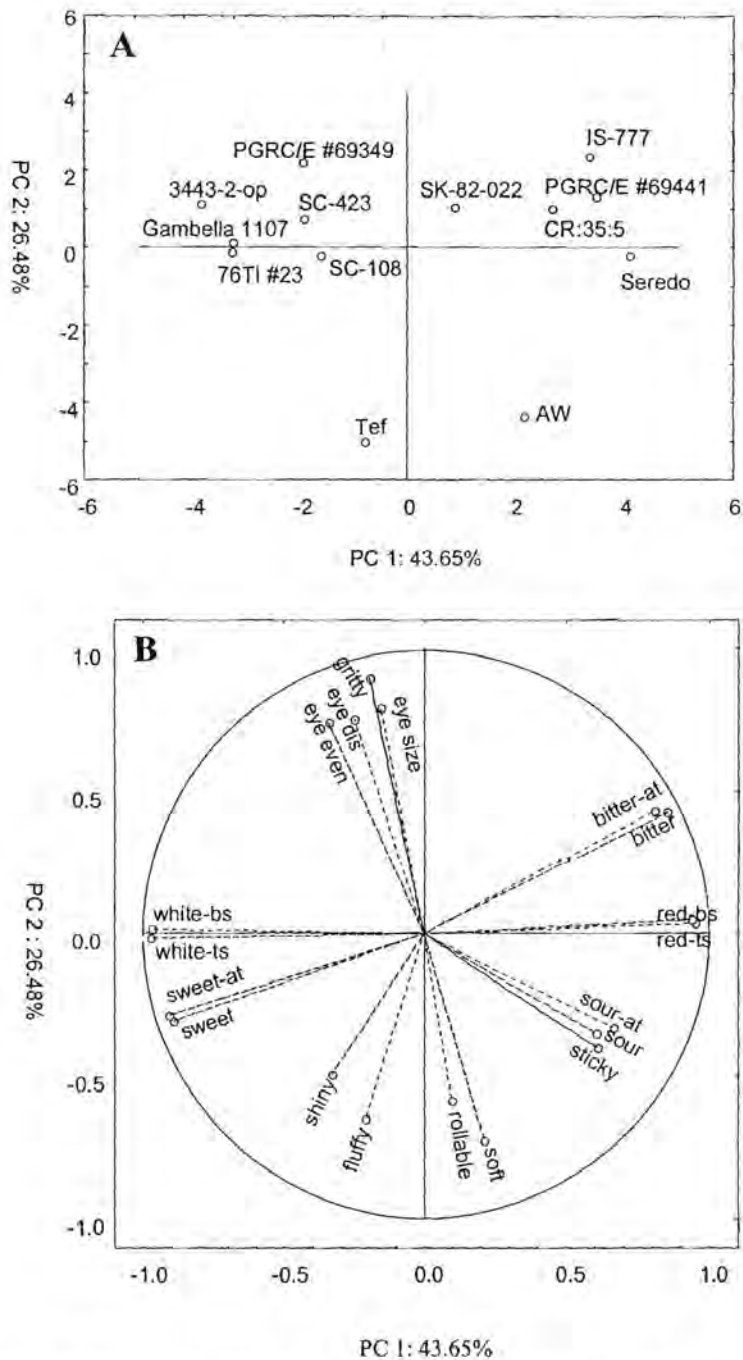 A
6
4
2
0
-2
-4
-6
PC 2: 26.48%
IS-777
PGRC/E #69349
3443-2-op
SK-82-022
PGRC/E #69441
SC-423
Gambella 1107
CR:35:5
76TI #23
SC-108
Seredo
Tef
AW
-6 -4 -2 0 2 4 6
PC 1: 43.65%
B
1.0
0.5
0.0
-0.5
-1.0
PC 2 : 26.48%
gritty
eye size
eye dis
eye even
bitter-at
bitter
white-bs
red-bs
white-ts
red-ts
sweet-at
sweet
sour-at
sour
sticky
shiny
fluffy
rollable
soft
-1.0 -0.5 0.0 0.5 1.0
PC 1: 43.65%